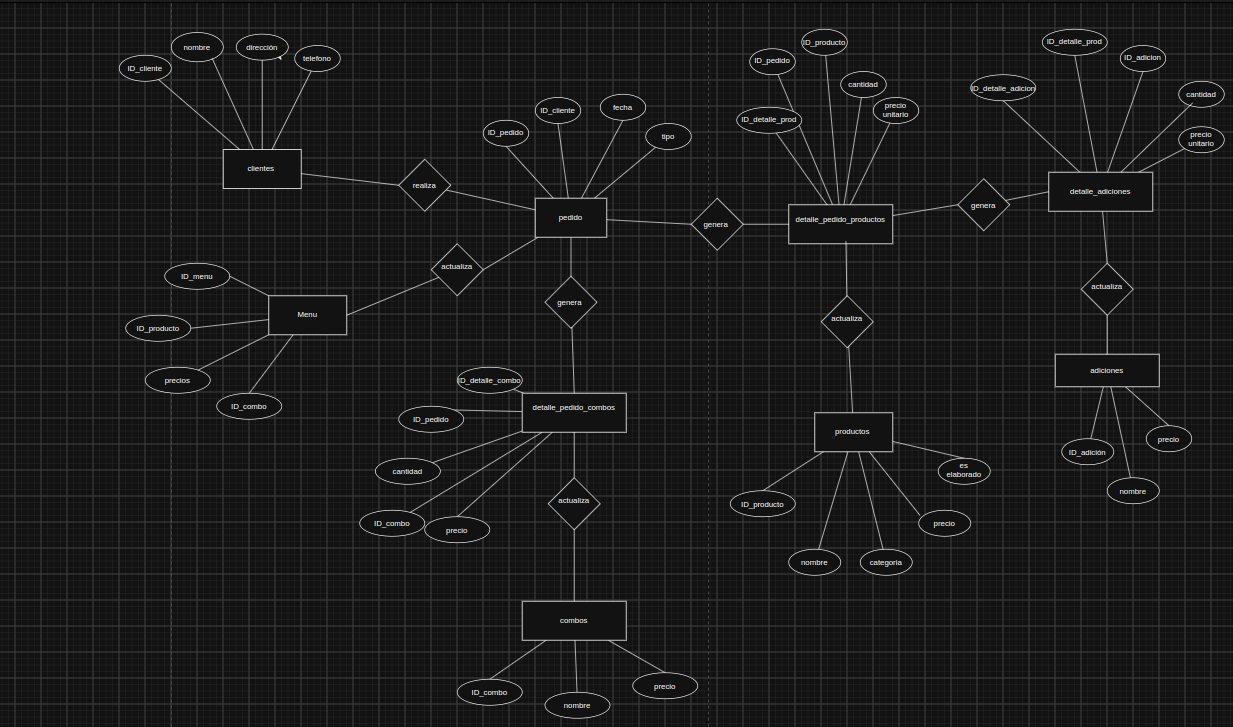 nombre
dirección
telefono
ID_cliente
clientes
realiza
ID_pedido
ID_cliente
fecha
tipo
pedido
genera
ID_producto
ID_pedido
cantidad
precio
unitario
ID_detalle_prod
detalle_pedido_productos
genera
ID_detalle_prod
ID_adicion
ID_detalle_adicion
cantidad
precio
unitario
detalle_adiciones
actualiza
ID_menu
Menu
ID_producto
precios
ID_combo
actualiza
genera
actualiza
adiciones
ID_adición
nombre
precio
ID_detalle_combo
detalle_pedido_combos
ID_pedido
cantidad
ID_combo
precio
actualiza
productos
es
elaborado
ID_producto
precio
nombre
categoria
combos
ID_combo
nombre
precio